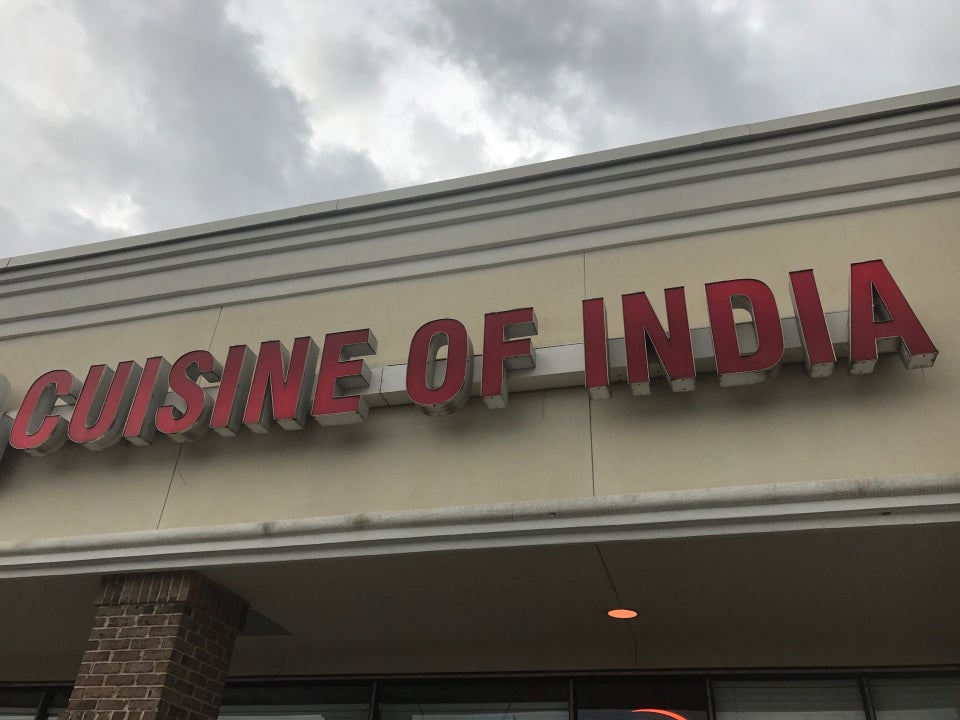 CUISINE OF INDIA